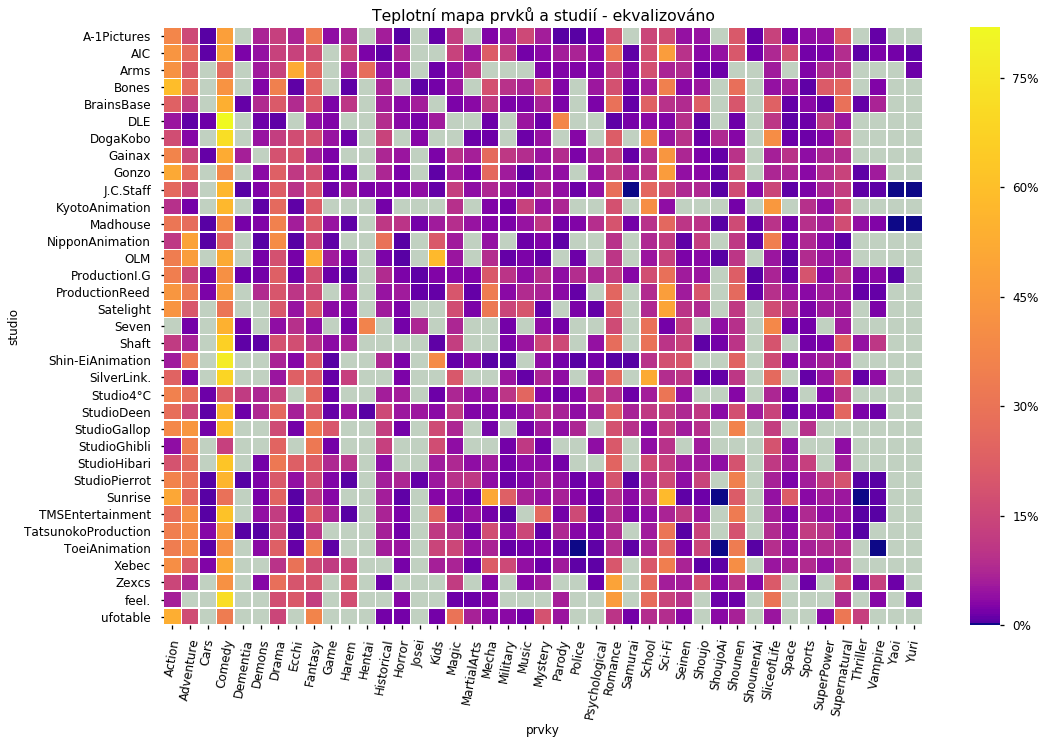 Teplotní mapa prvků a studií - ekvalizováno
studio
A-1Pictures
AIC
Arms
Bones
BrainsBase
DLE
DogaKobo
Gainax
Gonzo
J.C.Staff
KyotoAnimation
Madhouse
NipponAnimation
OLM
ProductionI.G
ProductionReed
Satelight
Seven
Shaft
Shin-EiAnimation
SilverLink.
Studio4°C
StudioDeen
StudioGallop
StudioGhibli
StudioHibari
StudioPierrot
Sunrise
TMSEntertainment
TatsunokoProduction
ToeiAnimation
Xebec
Zexcs
feel.
ufotable
75%
60%
45%
30%
15%
0%
Action
Adventure
Cars
Comedy
Dementia
Demons
Drama
Ecchi
Fantasy
Game
Harem
Hentai
Historical
Horror
Josei
Kids
Magic
MartialArts
Mecha
Military
Music
Mystery
Parody
Police
Psychological
Romance
Samurai
School
Sci-Fi
Seinen
Shoujo
ShoujoAi
Shounen
ShounenAi
SliceofLife
Space
Sports
SuperPower
Supernatural
Thriller
Vampire
Yaoi
Yuri
prvky